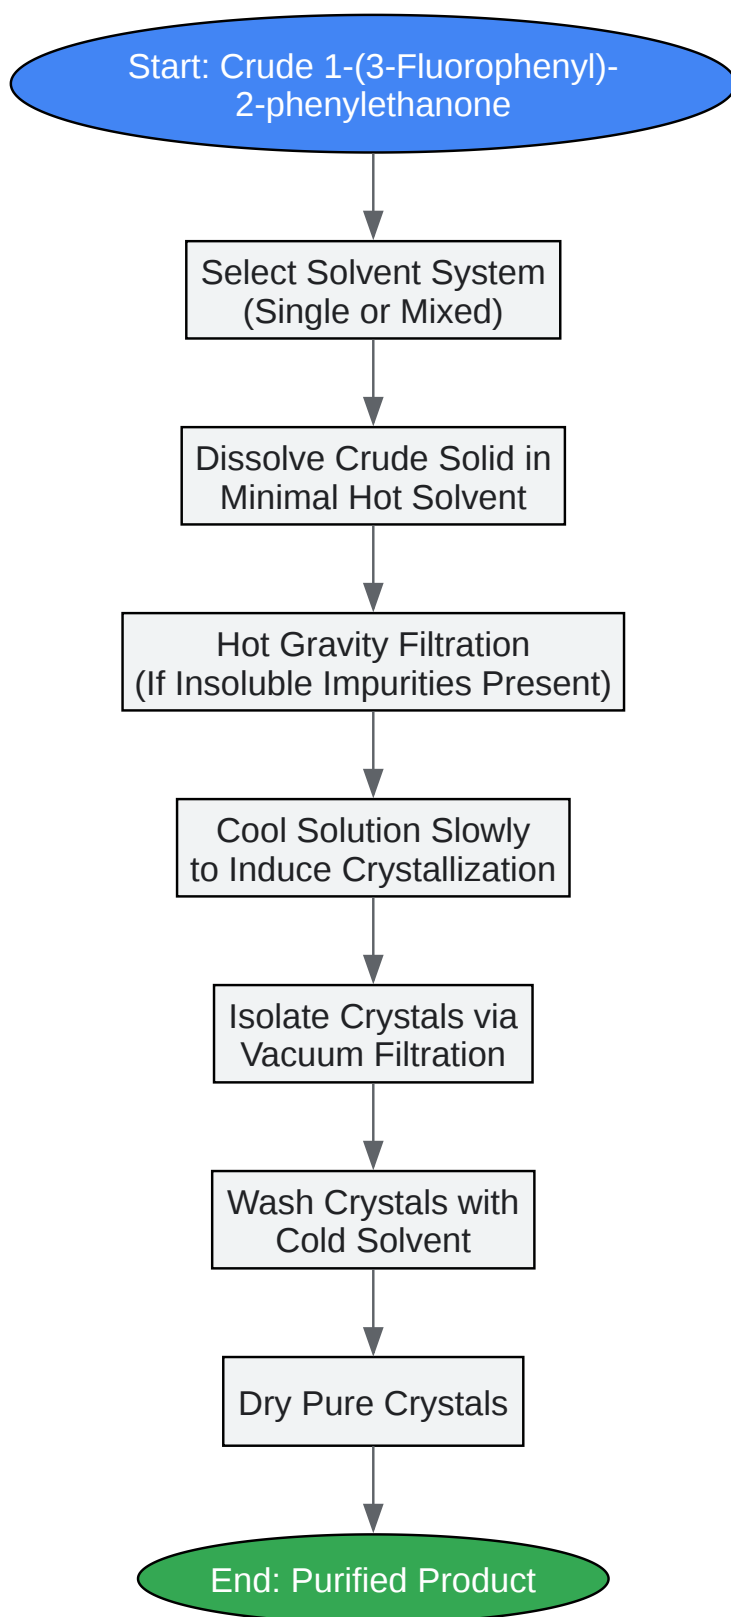 Start: Crude 1-(3-Fluorophenyl)-
2-phenylethanone
Select Solvent System
(Single or Mixed)
Dissolve Crude Solid in
Minimal Hot Solvent
Hot Gravity Filtration
(If Insoluble Impurities Present)
Cool Solution Slowly
to Induce Crystallization
Isolate Crystals via
Vacuum Filtration
Wash Crystals with
Cold Solvent
Dry Pure Crystals
End: Purified Product